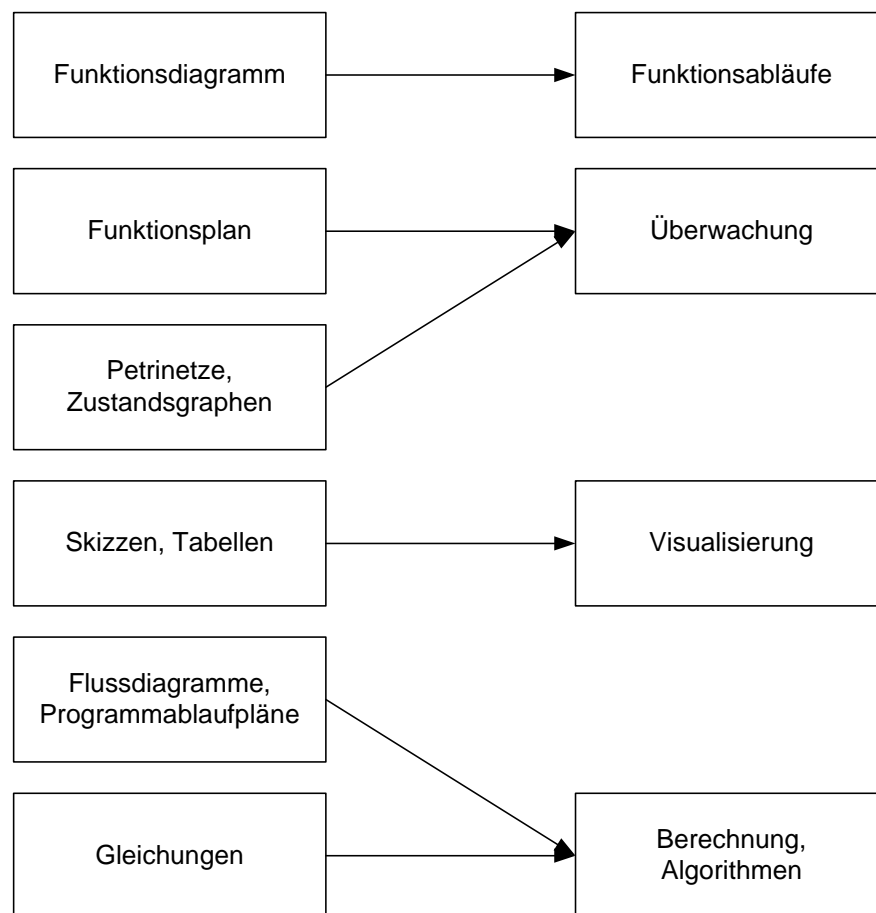 Funktionsdiagramm
Funktionsabläufe
Funktionsplan
Überwachung
Petrinetze,
Zustandsgraphen
Skizzen, Tabellen
Visualisierung
Flussdiagramme,
Programmablaufpläne
Gleichungen
Berechnung,
Algorithmen